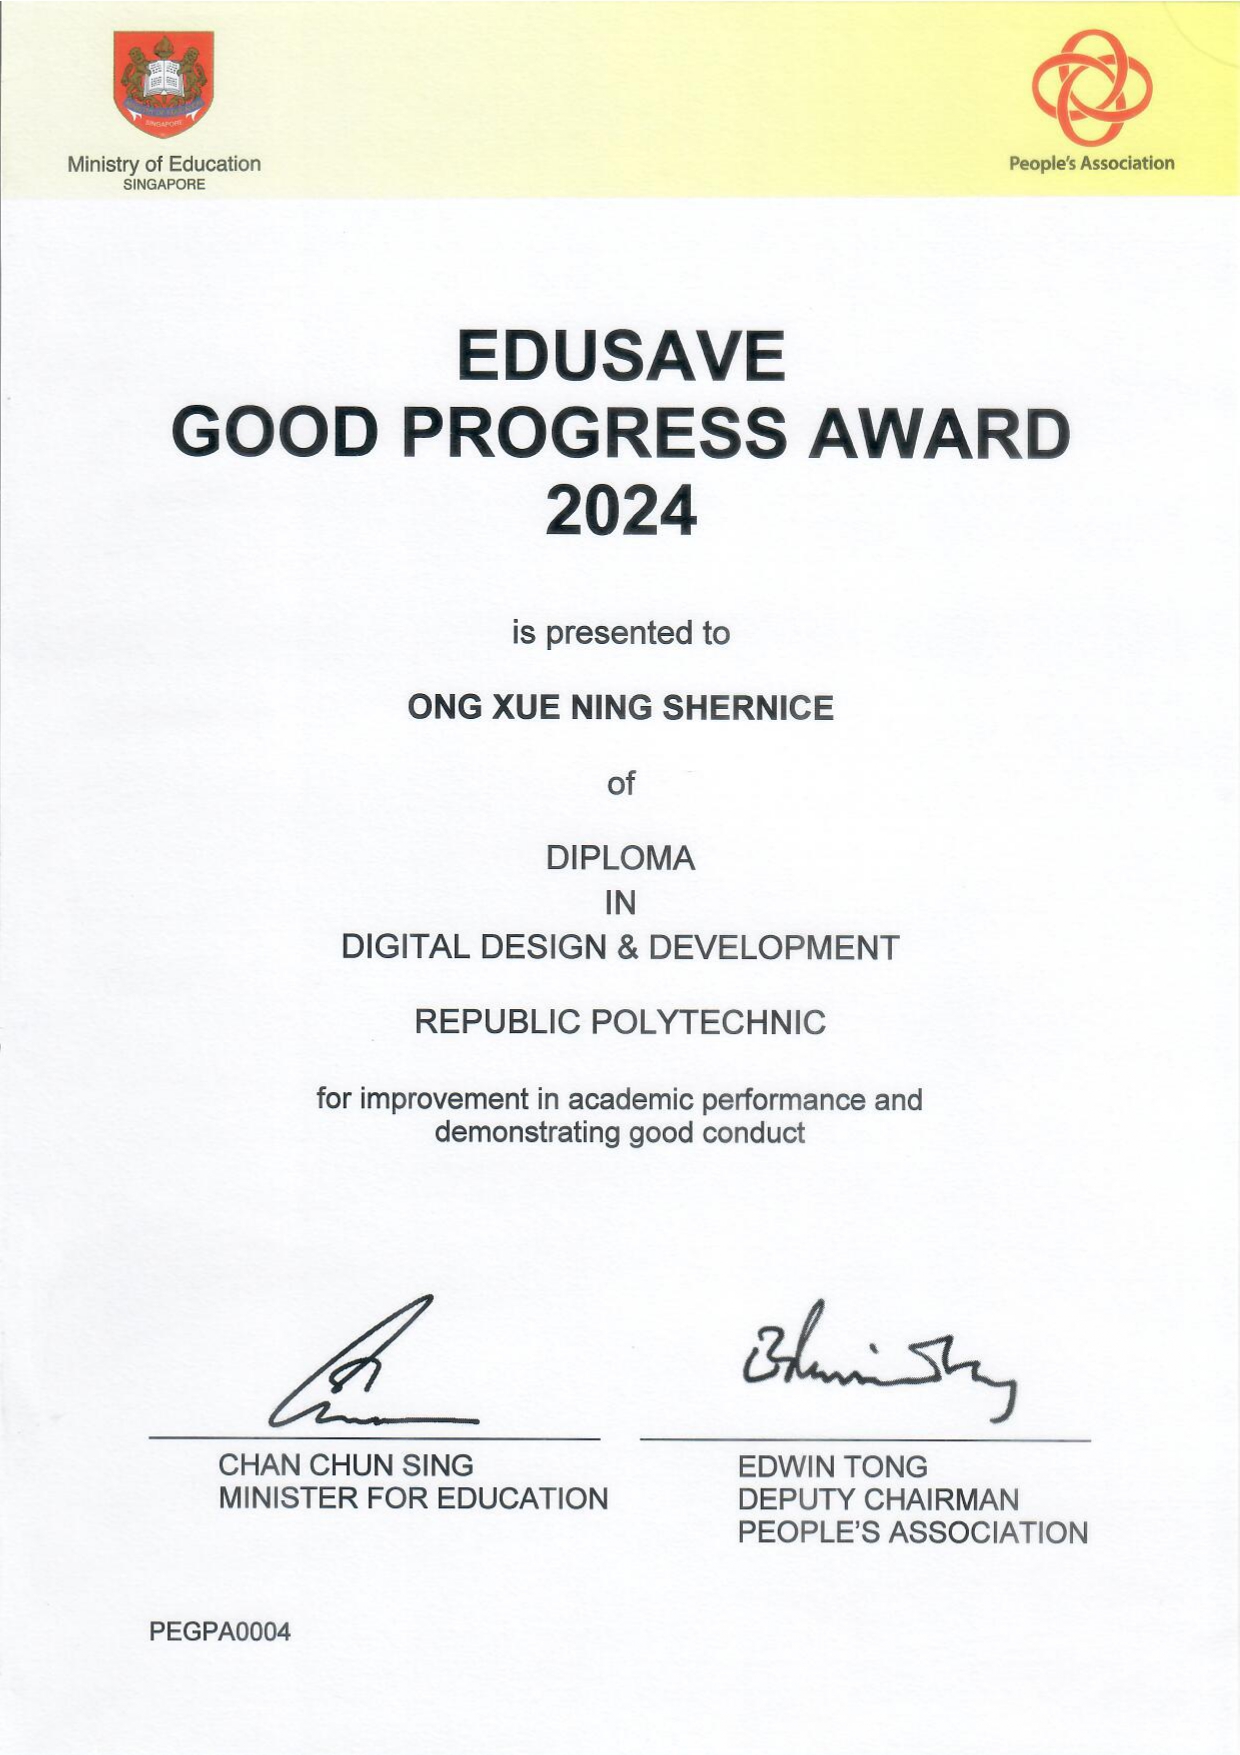 SINGAPORE
Ministry of Education
SINGAPORE
People's Association
EDUSAVE
GOOD PROGRESS AWARD
2024
is presented to
ONG XUE NING SHERNICE
of
DIPLOMA
IN
DIGITAL DESIGN & DEVELOPMENT
REPUBLIC POLYTECHNIC
for improvement in academic performance and
demonstrating good conduct
CHAN CHUN SING
MINISTER FOR EDUCATION
EDWIN TONG
DEPUTY CHAIRMAN
PEOPLE'S ASSOCIATION
PEGPA0004